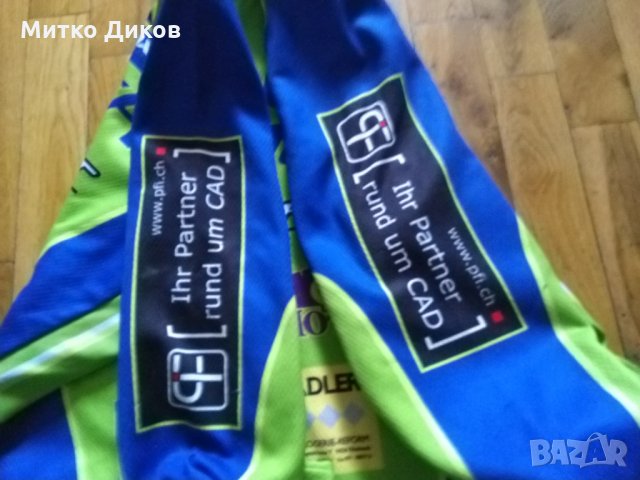 Митко Диков
www.pfi.ch
[ Ihr Partner
rund um CAD ]
[ Ihr Partner
rund um CAD ]
www.pfi.ch
ADLER
BAZAR